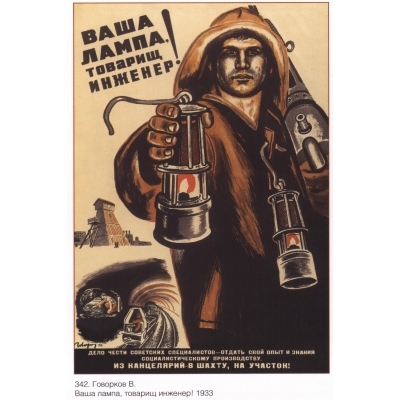 ВАША
ЛАМПА,
ТОВАРИЩ
ИНЖЕНЕР!
ДЕЛО ЧЕСТИ СОВЕТСКИХ СПЕЦИАЛИСТОВ—ОТДАТЬ СВОЙ ОПЫТ И ЗНАНИЯ
СОЦИАЛИСТИЧЕСКОМУ ПРОИЗВОДСТВУ.
ИЗ КАНЦЕЛЯРИЙ-В ШАХТУ, НА УЧАСТОК!
342. Говорков В.
Ваша лампа, товарищ инженер! 1933